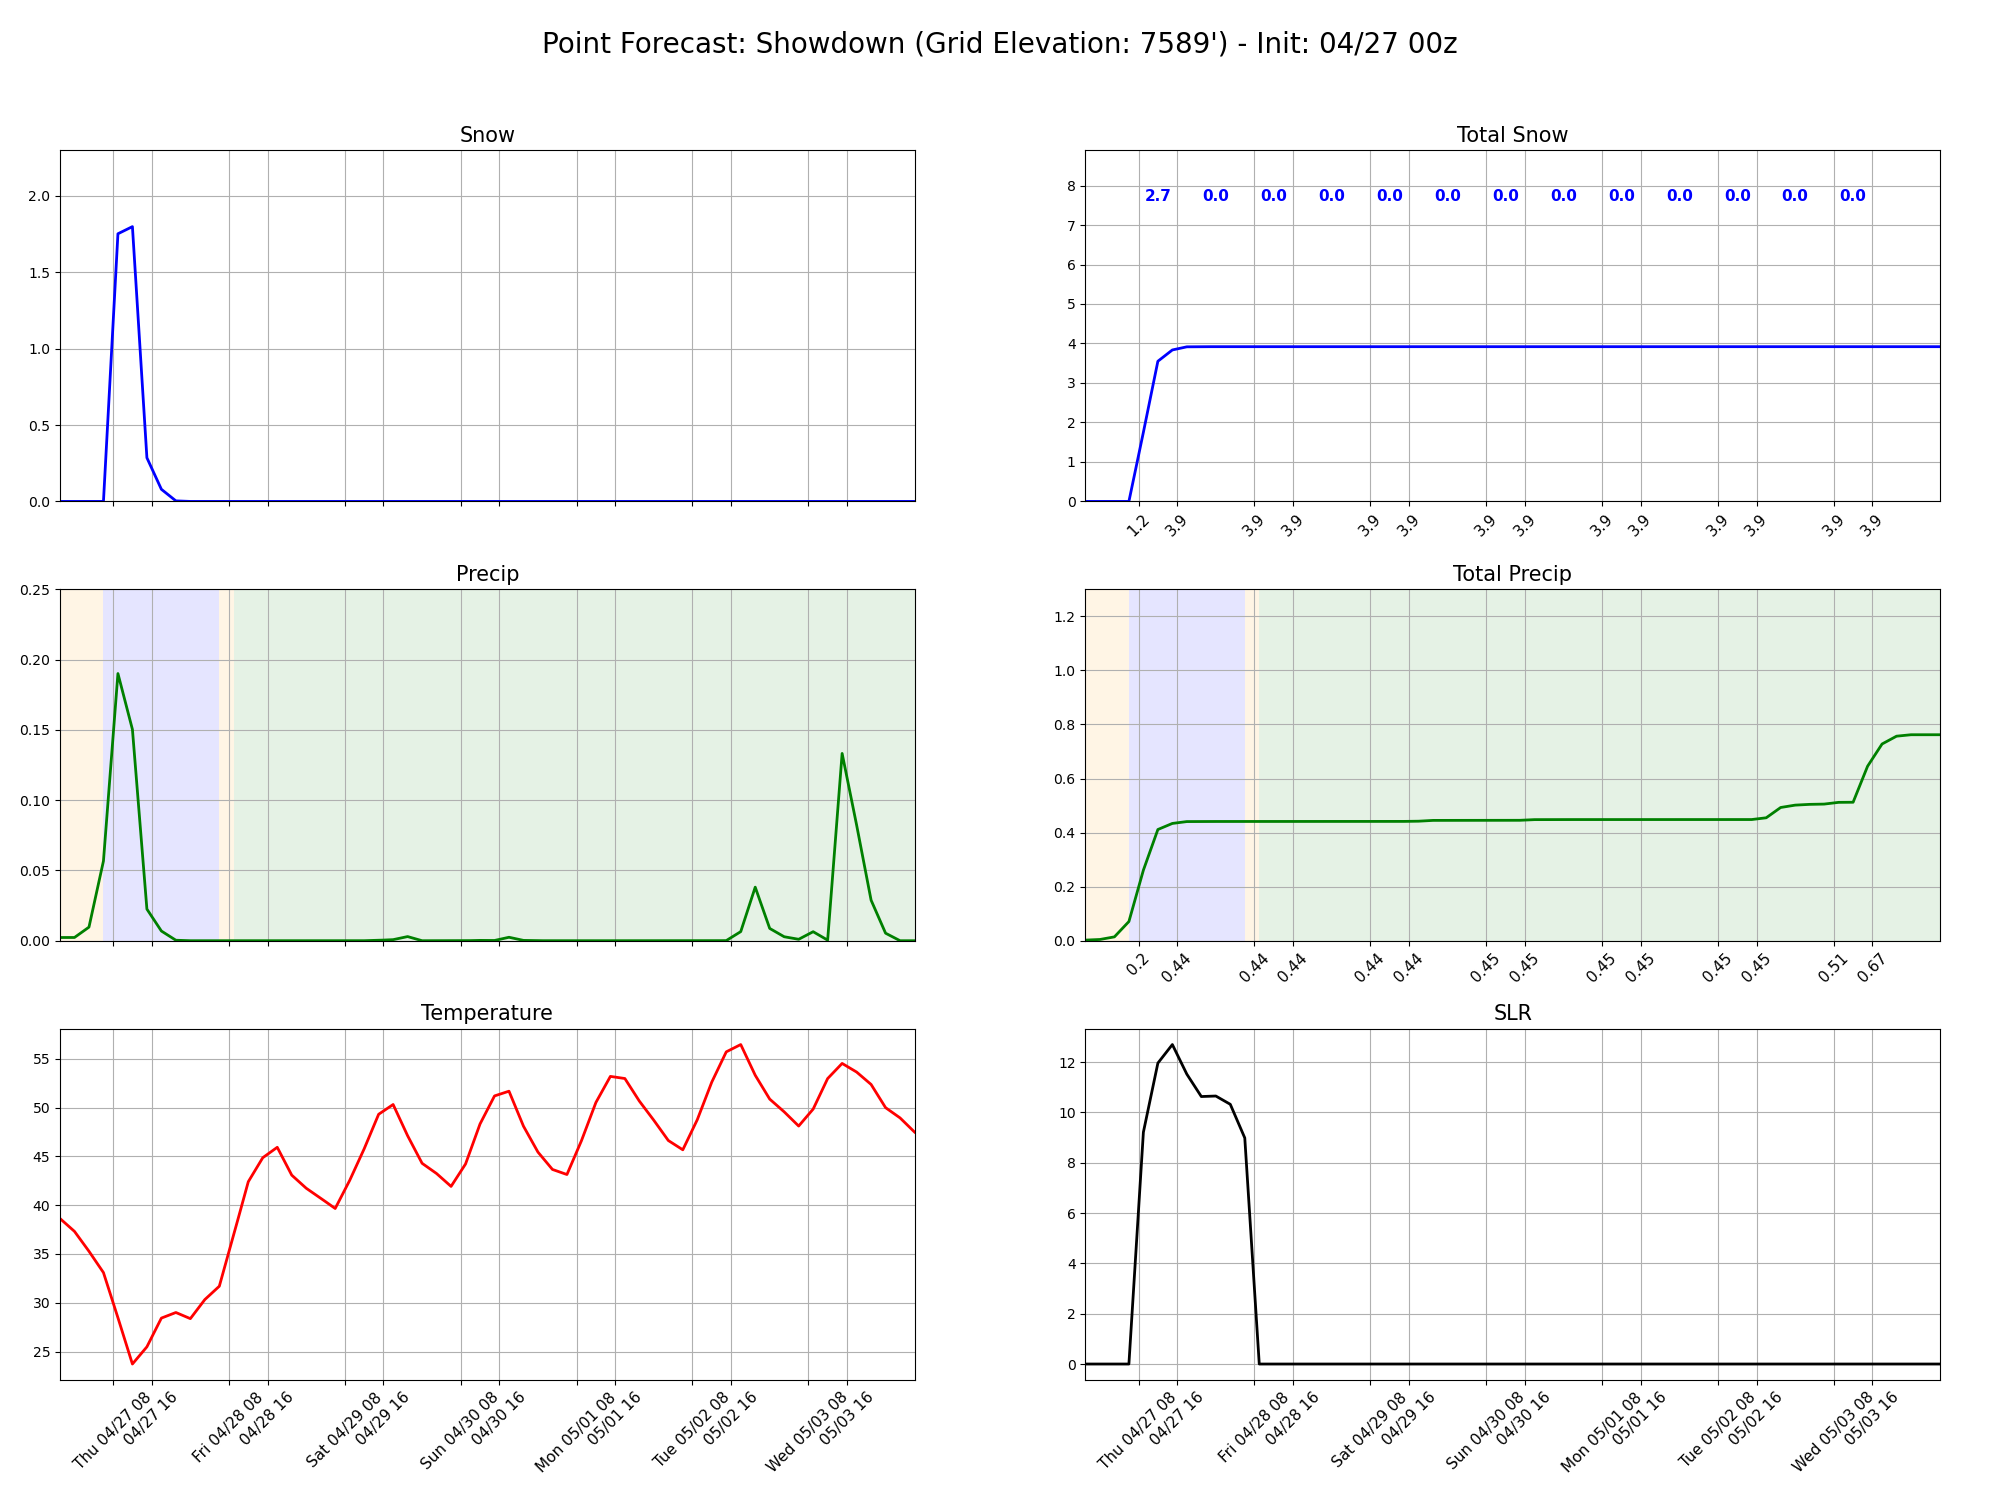 Point Forecast: Showdown (Grid Elevation: 7589') - Init: 04/27 00z
Snow
2.0
1.5
1.0
0.5
0.0
Total Snow
8
7
6
5
4
3
2
1
0
2.7 0.0 0.0 0.0 0.0 0.0 0.0 0.0 0.0 0.0 0.0 0.0 0.0
1.2 3.9 3.9 3.9 3.9 3.9 3.9 3.9 3.9 3.9 3.9 3.9 3.9 3.9
Precip
0.25
0.20
0.15
0.10
0.05
0.00
Total Precip
1.2
1.0
0.8
0.6
0.4
0.2
0.0
0.2 0.44 0.44 0.44 0.44 0.44 0.45 0.45 0.45 0.45 0.45 0.45 0.51 0.67
Temperature
55
50
45
40
35
30
25
Thu 04/27 08
04/27 16
Fri 04/28 08
04/28 16
Sat 04/29 08
04/29 16
Sun 04/30 08
04/30 16
Mon 05/01 08
05/01 16
Tue 05/02 08
05/02 16
Wed 05/03 08
05/03 16
SLR
12
10
8
6
4
2
0
Thu 04/27 08
04/27 16
Fri 04/28 08
04/28 16
Sat 04/29 08
04/29 16
Sun 04/30 08
04/30 16
Mon 05/01 08
05/01 16
Tue 05/02 08
05/02 16
Wed 05/03 08
05/03 16